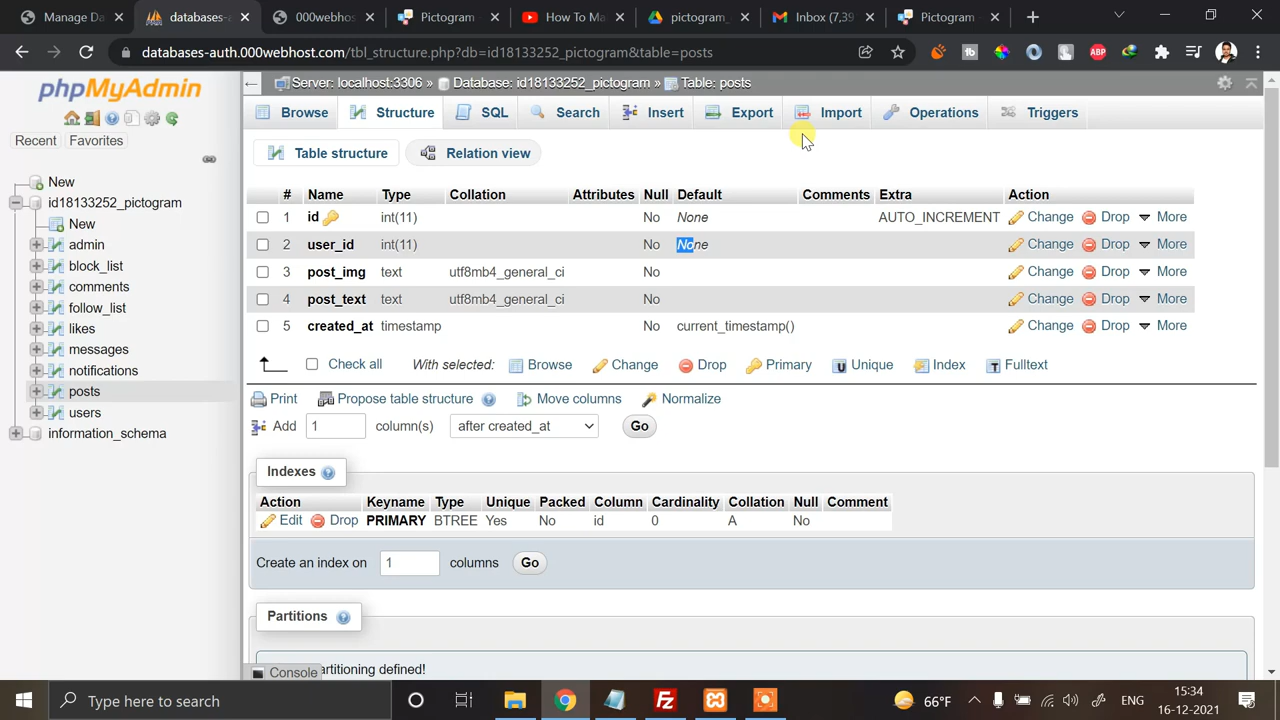 Manage Da
databases-a
000webhos
Pictogram
How To Ma
pictogram_
Inbox (7,39
Pictogram
databases-auth.000webhost.com/tbl_structure.php?db=id18133252_pictogram&table=posts
phpMyAdmin
Recent Favorites
New
id18133252_pictogram
New
admin
block_list
comments
follow_list
likes
messages
notifications
posts
users
information_schema
Server: localhost:3306 » Database: id18133252_pictogram » Table: posts
Browse Structure SQL Search Insert Export Import Operations Triggers
Table structure Relation view
# Name Type Collation Attributes Null Default Comments Extra Action
1 id int(11) No None AUTO_INCREMENT Change Drop More
2 user_id int(11) No None Change Drop More
3 post_img text utf8mb4_general_ci No Change Drop More
4 post_text text utf8mb4_general_ci No Change Drop More
5 created_at timestamp No current_timestamp() Change Drop More
Check all With selected: Browse Change Drop Primary U Unique Index T Fulltext
Print Propose table structure Move columns Normalize
Add 1 column(s) after created_at Go
Indexes
Action Keyname Type Unique Packed Column Cardinality Collation Null Comment
Edit Drop PRIMARY BTREE Yes No id 0 A No
Create an index on 1 columns Go
Partitions
artitioning defined!
Console
Type here to search
66°F
ENG
15:34
16-12-2021